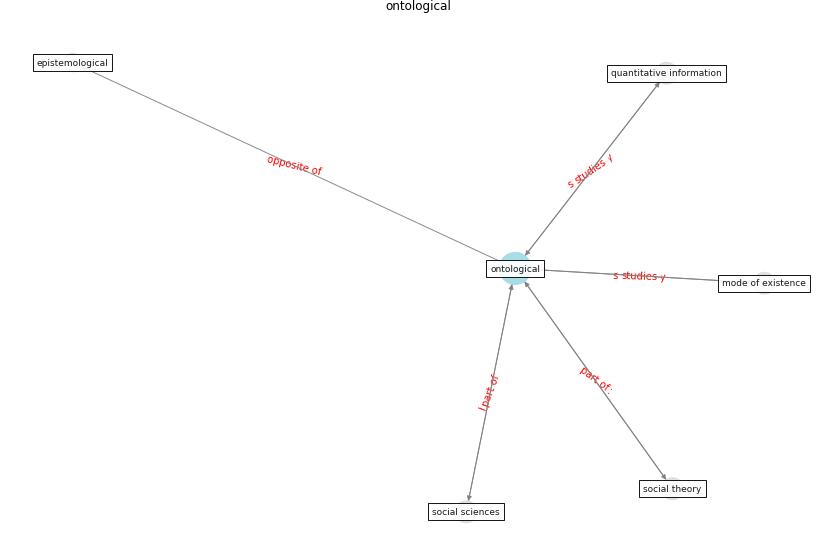 ontological
epistemological
quantitative information
opposite of
s studies y
ontological
s studies y
mode of existence
part of
part of
social theory
social sciences